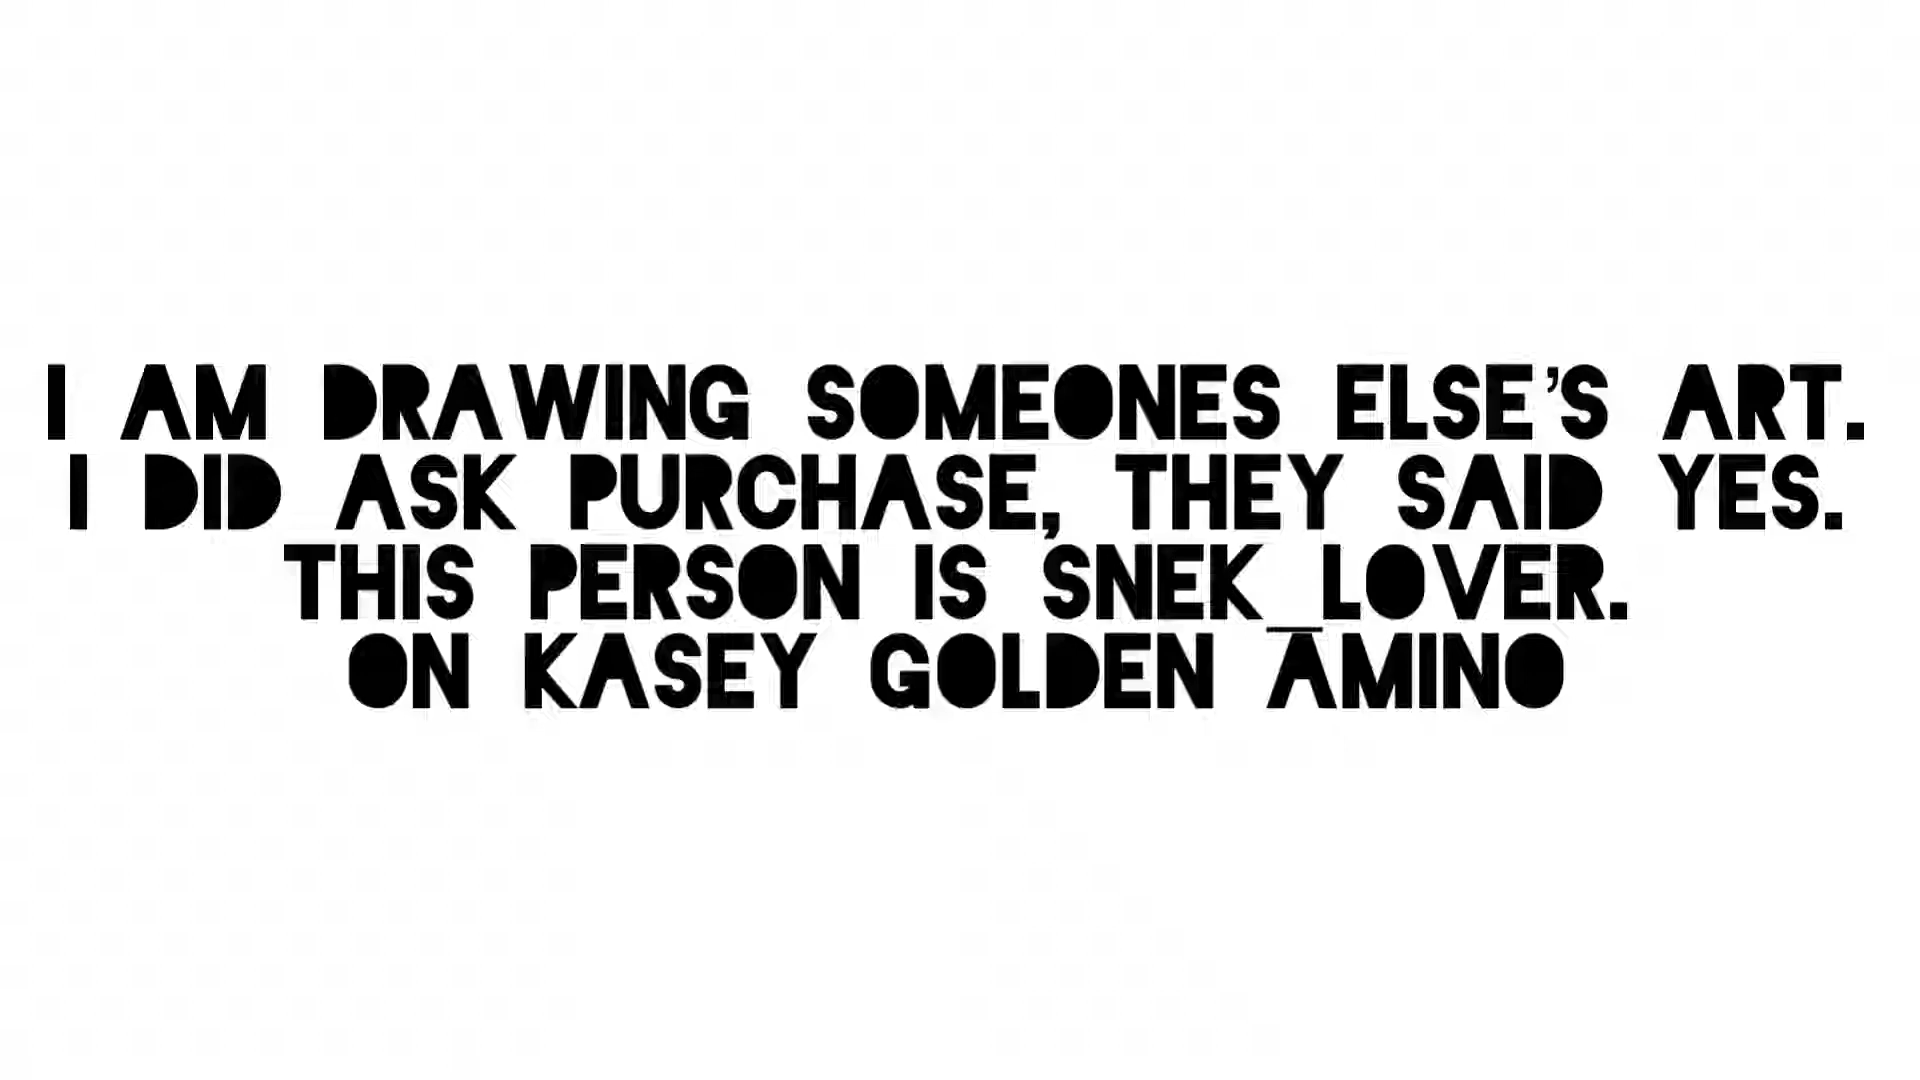 I AM DRAWING SOMEONES ELSE'S ART.
I DID ASK PURCHASE, THEY SAID YES.
THIS PERSON IS SNEK_LOVER.
ON KASEY GOLDEN AMINO